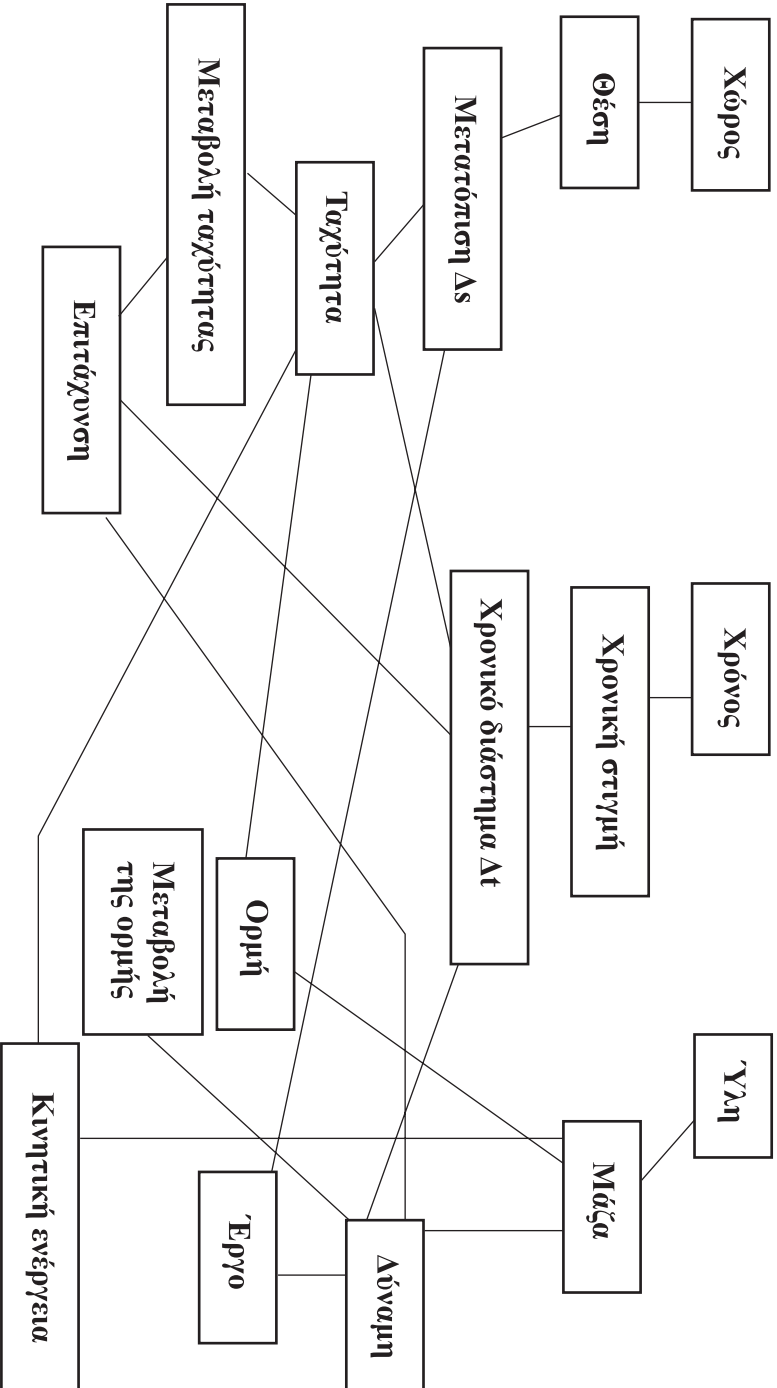 Χώρος
Χρόνος
Ύλη
Θέση
Χρονική στιγμή
Μάζα
Μετατόπιση Δs
Χρονικό διάστημα Δt
Δύναμη
Ταχύτητα
Ορμή
Έργο
Μεταβολή ταχύτητας
Μεταβολή
της ορμής
Επιτάχυνση
Κινητική ενέργεια